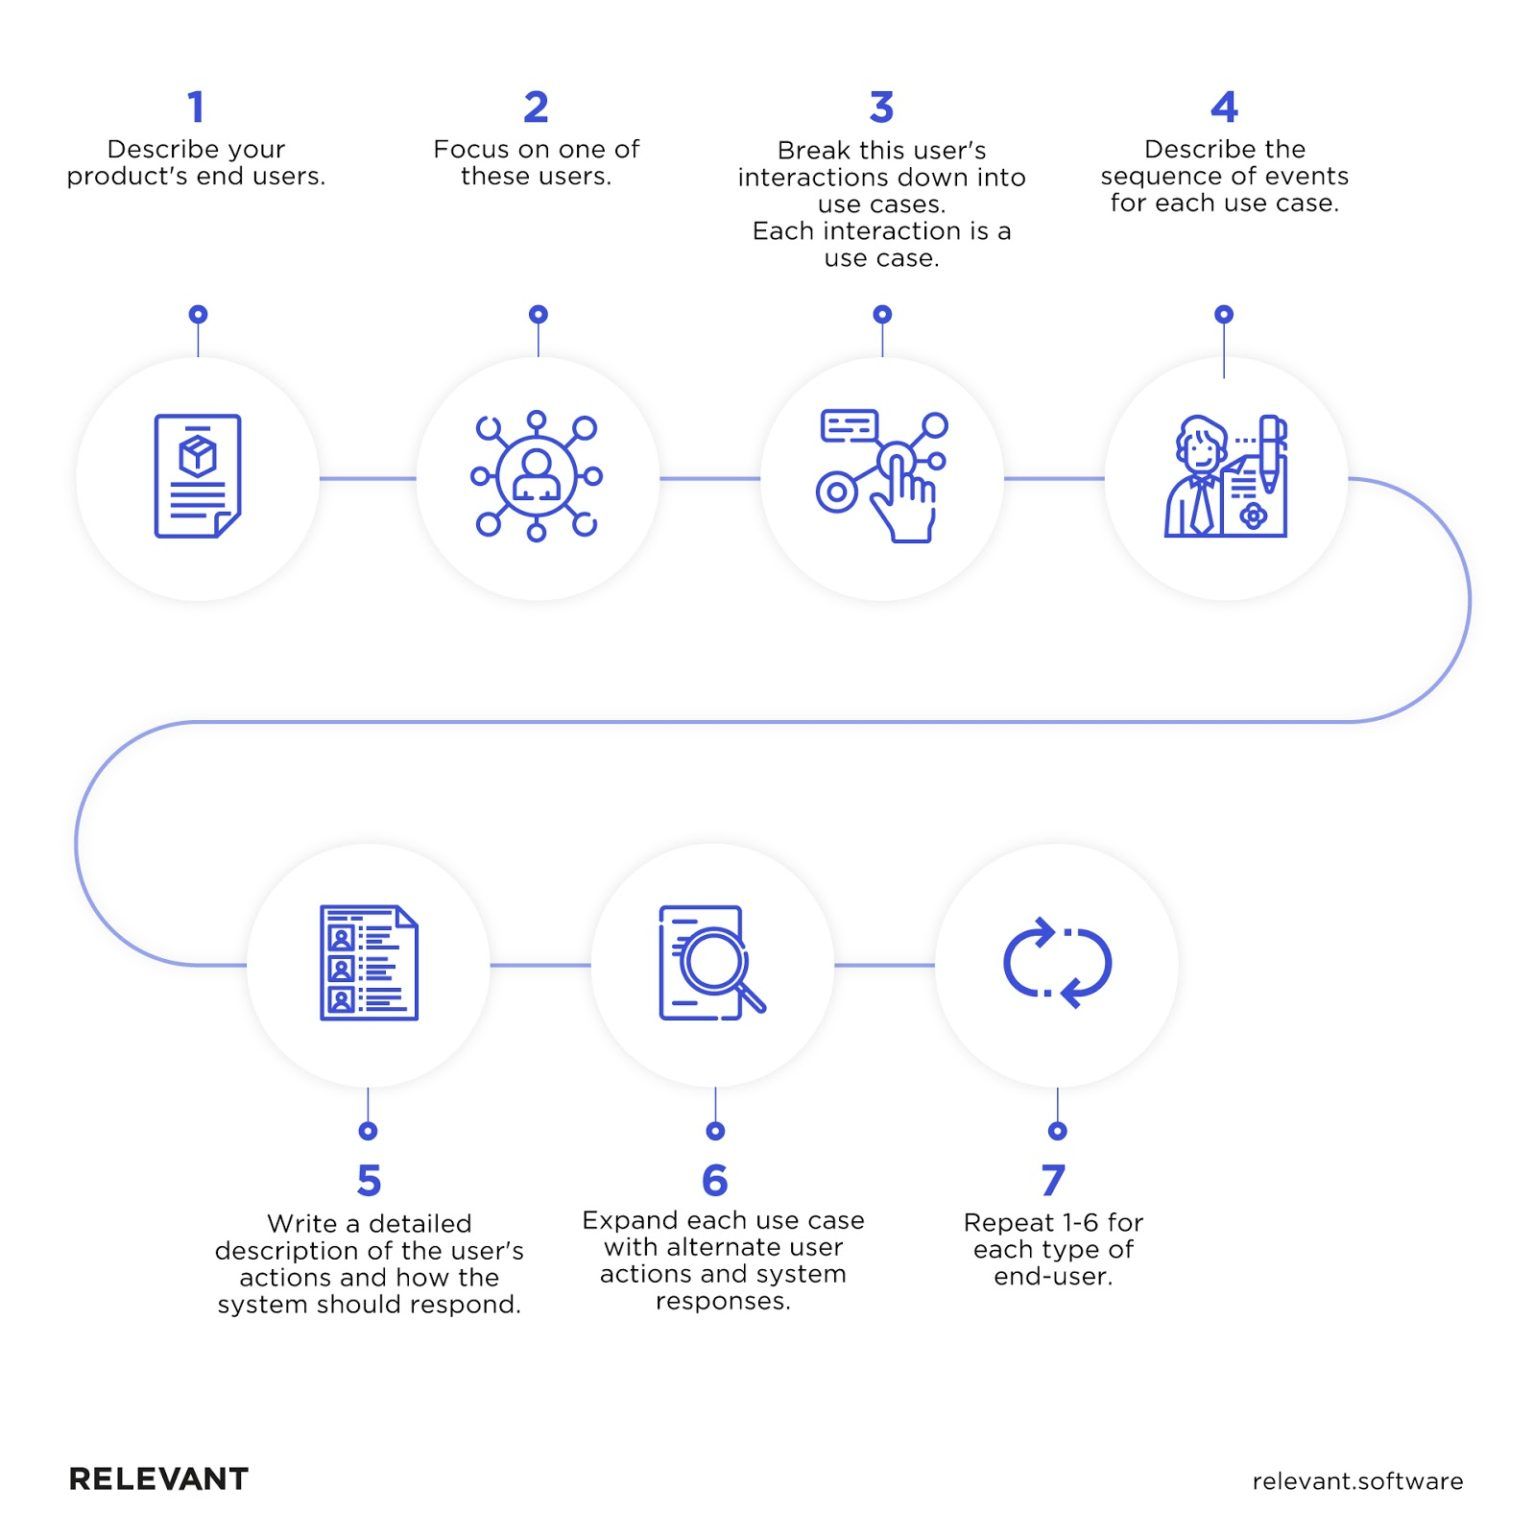 1
Describe your
product's end users.
2
Focus on one of
these users.
3
Break this user's
interactions down into
use cases.
Each interaction is a
use case.
4
Describe the
sequence of events
for each use case.
5
Write a detailed
description of the user's
actions and how the
system should respond.
6
Expand each use case
with alternate user
actions and system
responses.
7
Repeat 1-6 for
each type of
end-user.
RELEVANT
relevant.software